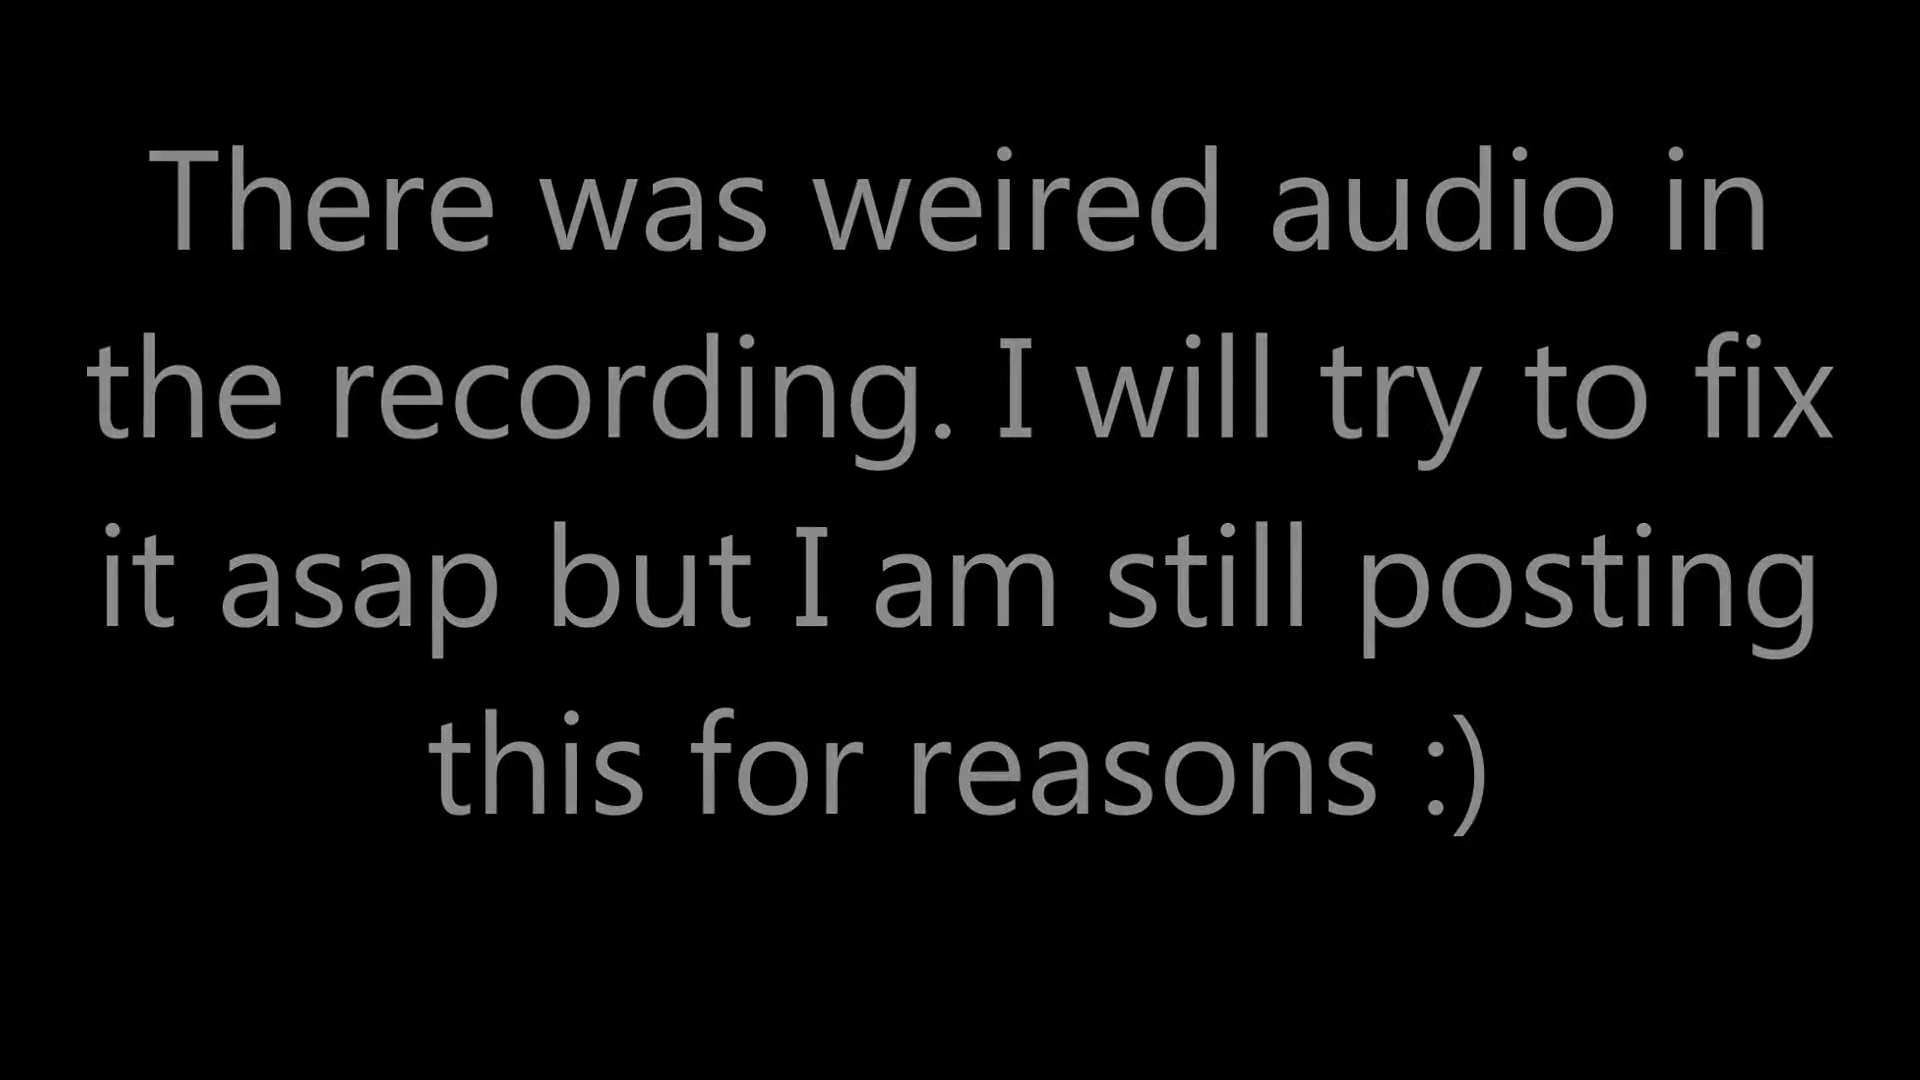 There was weired audio in
the recording. I will try to fix
it asap but I am still posting
this for reasons :)